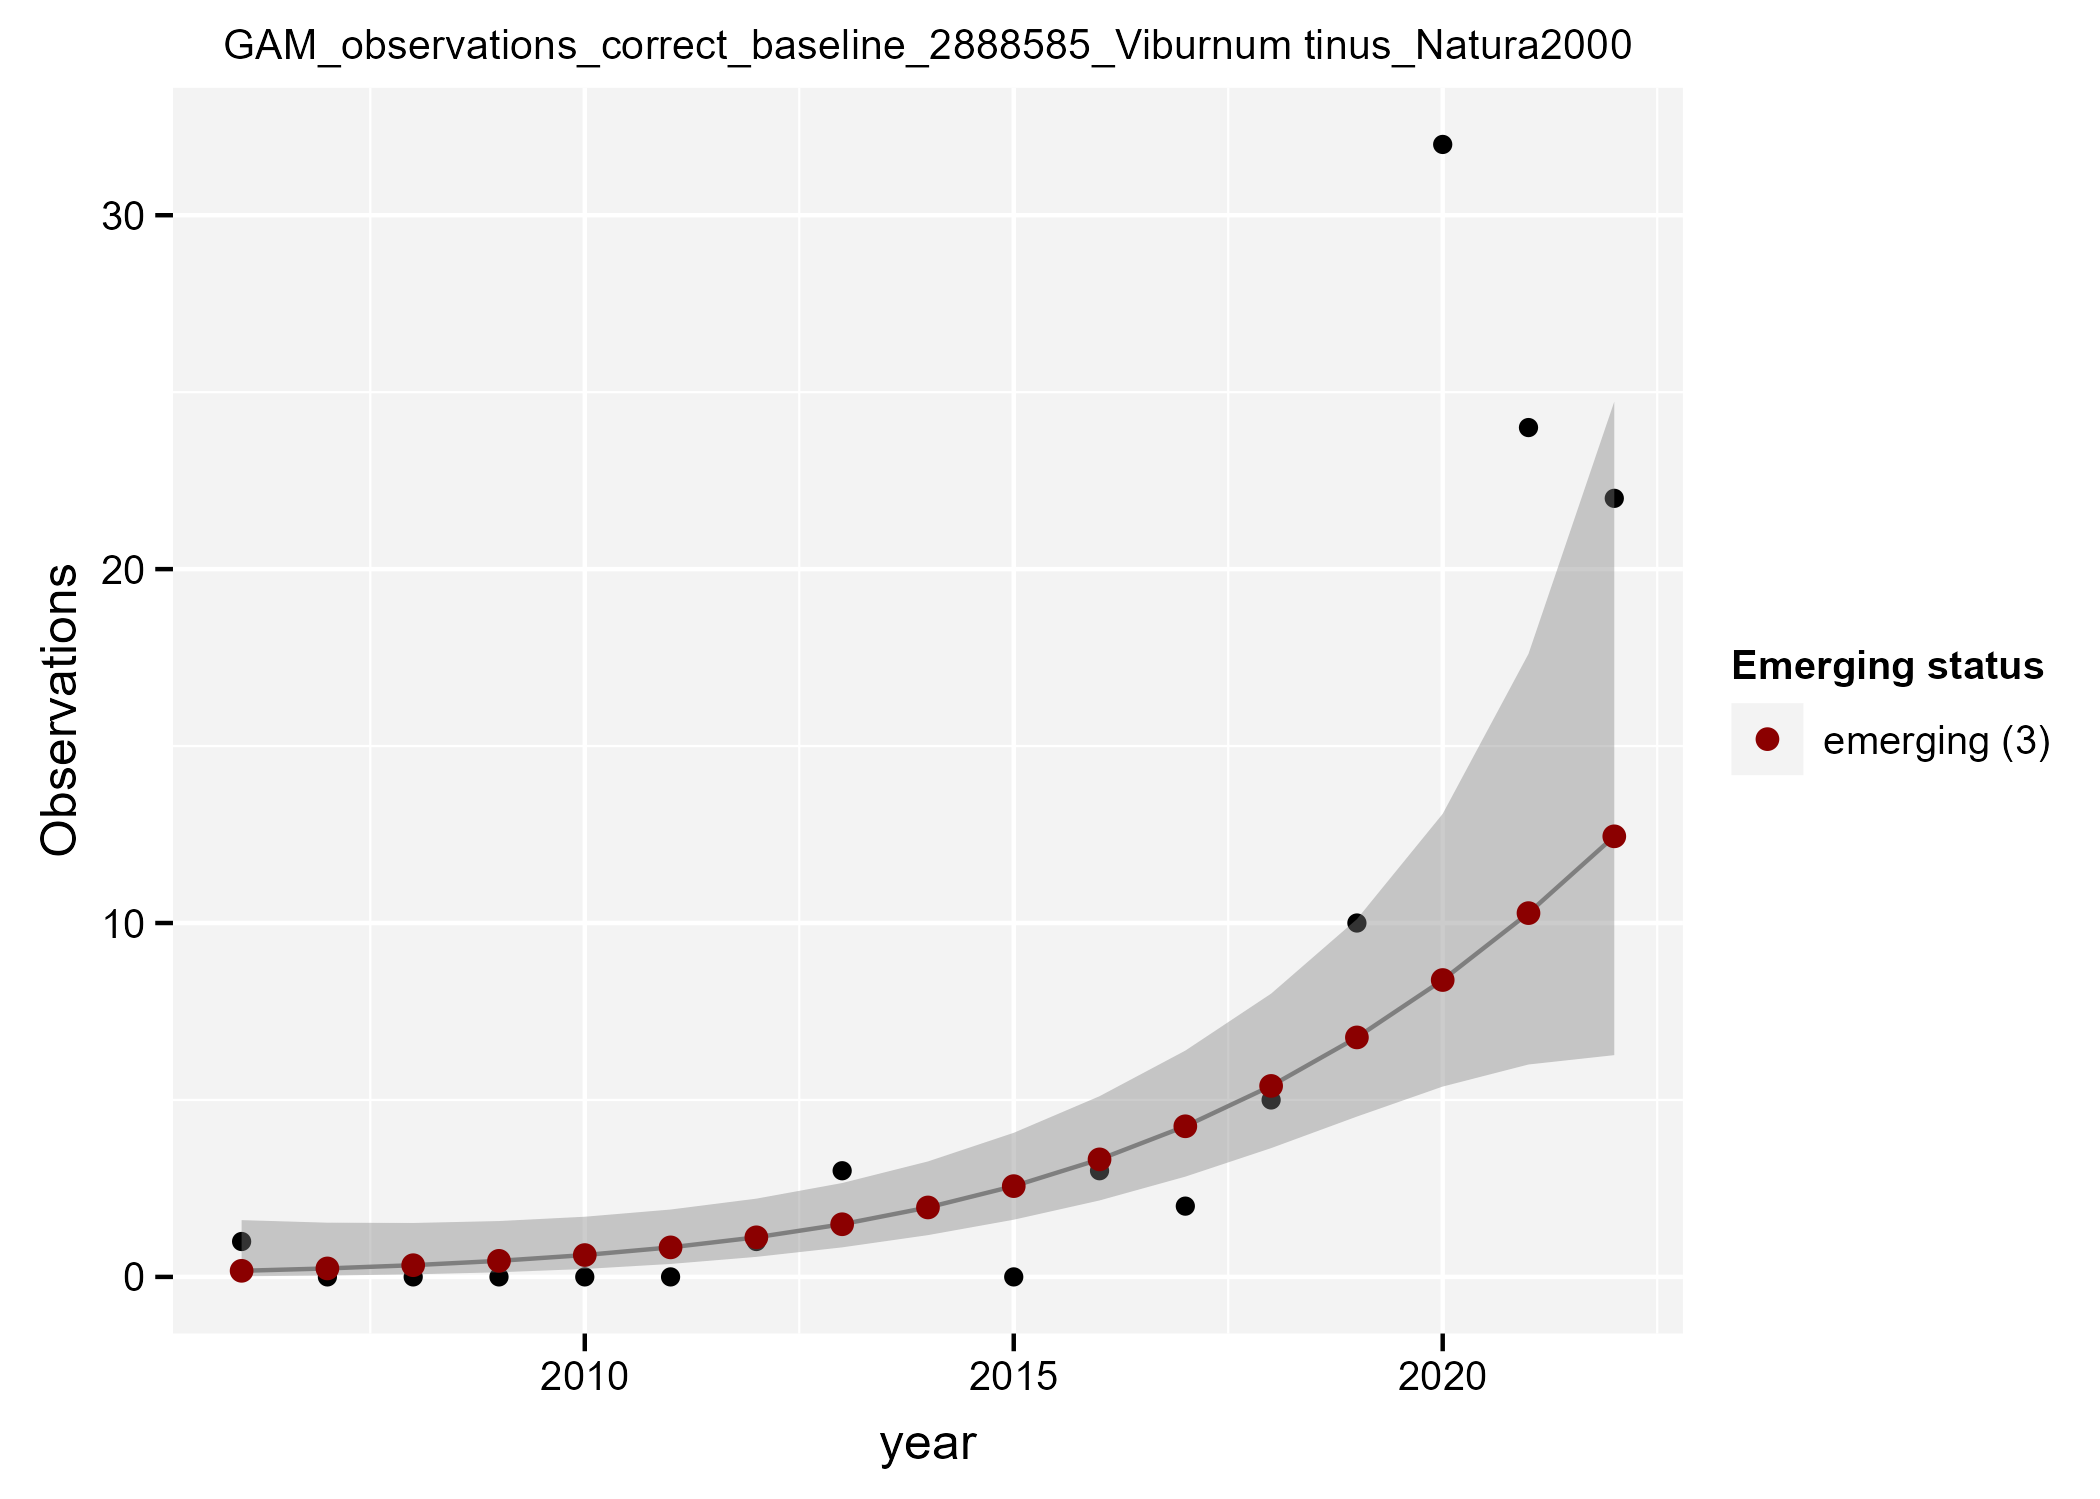 GAM_observations_correct_baseline_2888585_Viburnum tinus_Natura2000
Observations
30
20
10
0
2010
2015
2020
year
Emerging status
emerging (3)